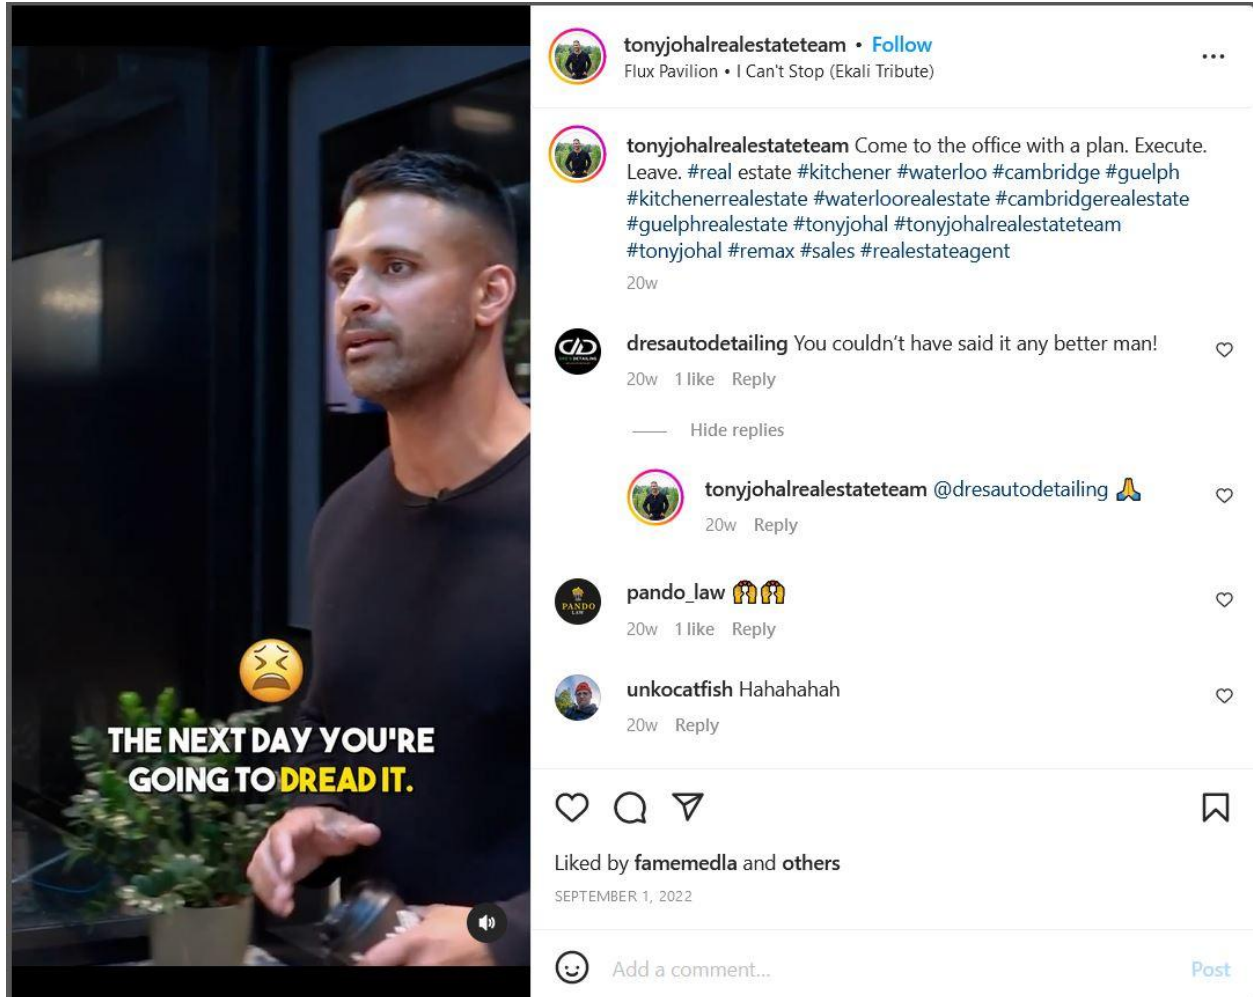 tonyjohalrealestateteam • Follow
Flux Pavilion • I Can't Stop (Ekali Tribute)
tonyjohalrealestateteam Come to the office with a plan. Execute.
Leave. #real estate #kitchener #waterloo #cambridge #guelph
#kitchenerrealestate #waterloorealestate #cambridgerealestate
#guelphrealestate #tonyjohal #tonyjohalrealestateteam
#tonyjohal #remax #sales #realestateagent
20w
dresautodetailing You couldn't have said it any better man!
20w 1 like Reply
Hide replies
tonyjohalrealestateteam @dresautodetailing 🙏
20w Reply
PANDO
LAW
pando_law 🙌🙌
20w 1 like Reply
unkocatfish Hahahahah
20w Reply
THE NEXT DAY YOU'RE
GOING TO DREAD IT.
Liked by famemedla and others
SEPTEMBER 1, 2022
Add a comment...
Post